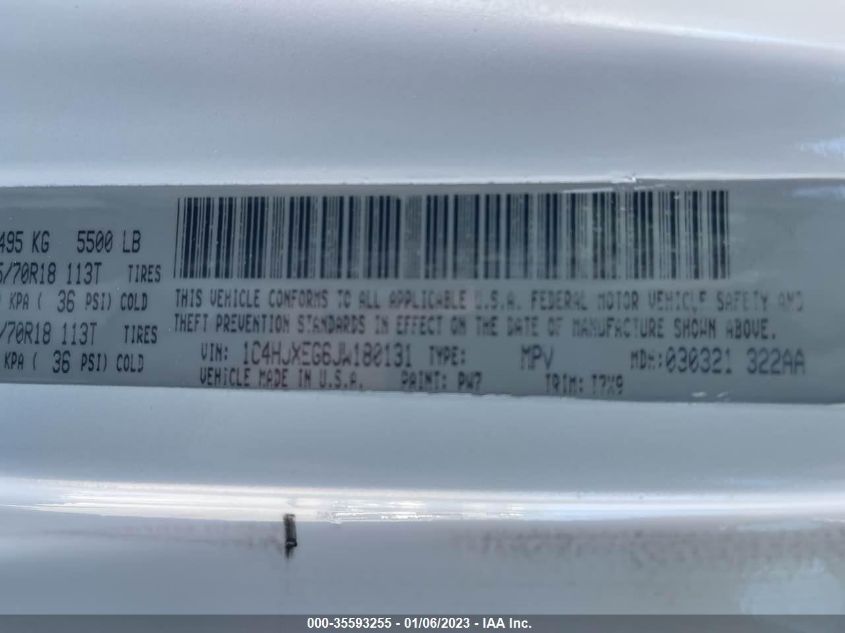 495 KG 5500 LB
/70R18 113T TIRES
KPA ( 36 PSI) COLD
/70R18 113T TIRES
KPA ( 36 PSI) COLD
THIS VEHICLE CONFORMS TO ALL APPLICABLE U.S.A. FEDERAL MOTOR VEHICLE SAFETY AND
THEFT PREVENTION STANDARDS IN EFFECT ON THE DATE OF MANUFACTURE SHOWN ABOVE.
VIN: 1C4HJXEG6JW180131 TYPE: MPV MDH:030321 322AA
VEHICLE MADE IN U.S.A. PAINT: PW7 TRIM: T7X9
000-35593255 - 01/06/2023 - IAA Inc.